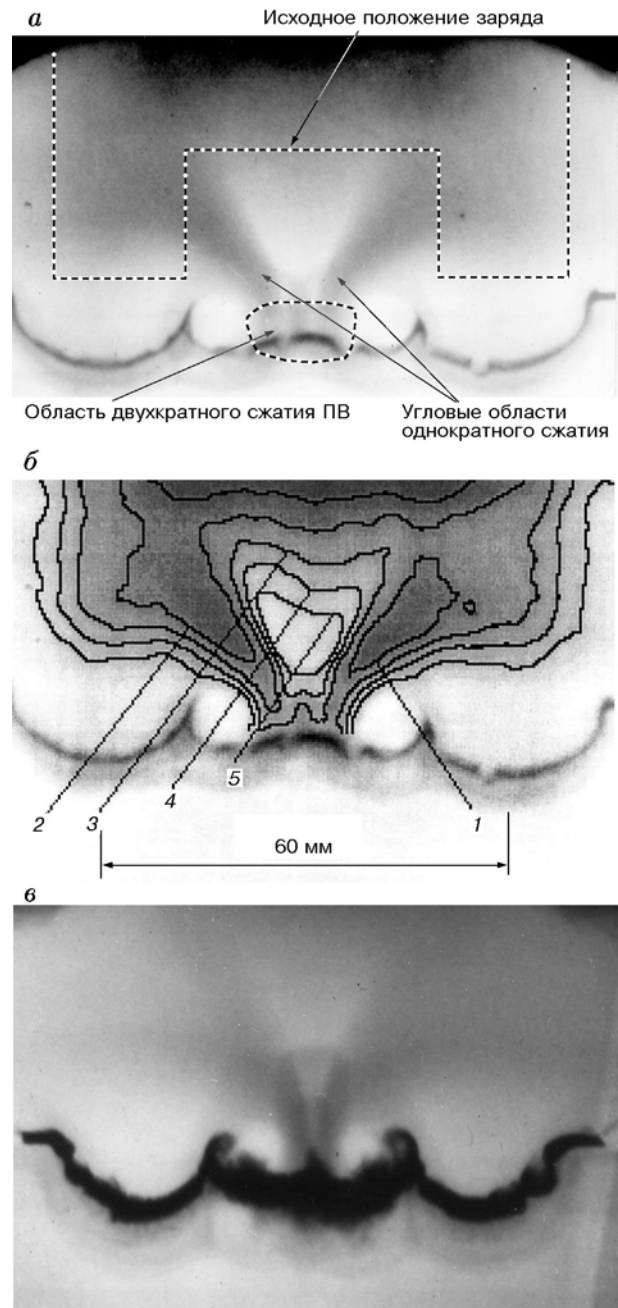 а
Исходное положение заряда
Область двухкратного сжатия ПВ
Угловые области
однократного сжатия
б
5
4
2
3
1
60 мм
в